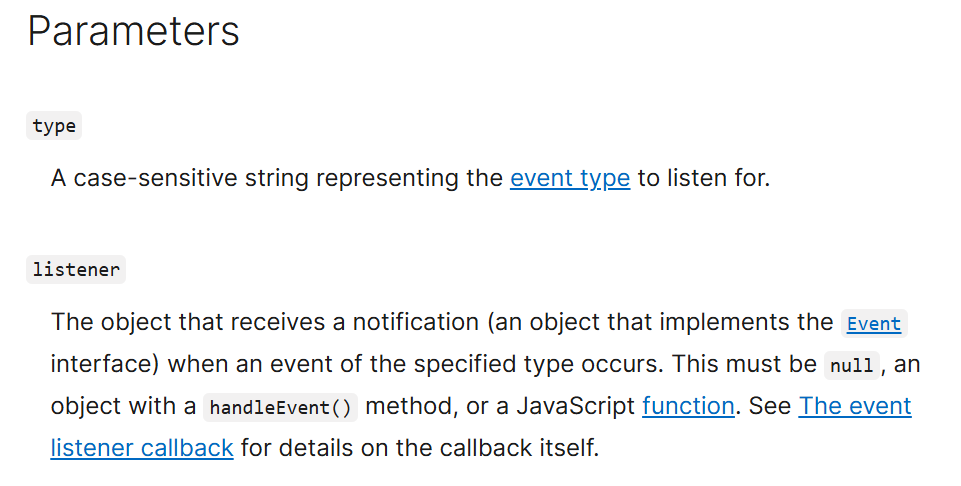 Parameters
type
A case-sensitive string representing the event type to listen for.
listener
The object that receives a notification (an object that implements the Event
interface) when an event of the specified type occurs. This must be null, an
object with a handleEvent() method, or a JavaScript function. See The event
listener callback for details on the callback itself.